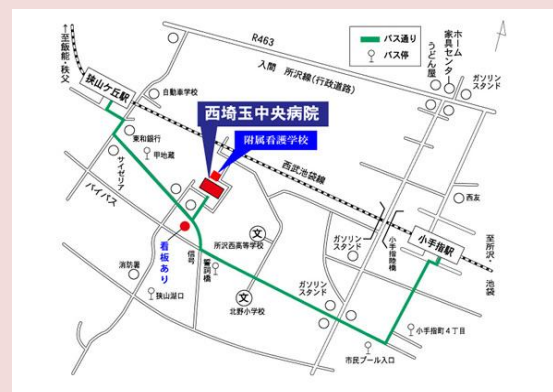 ↑至飯能・秩父
R463
入間 所沢線(行政道路)
バス通り
バス停
ホーム
家具センター
うどん屋
ガソリン
スタンド
狭山ケ丘駅
自動車学校
西埼玉中央病院
附属看護学校
東和銀行
甲地蔵
サイゼリア
バイパス
西武池袋線
西友
文
所沢西高等学校
ガソリン
スタンド
小手指陸橋
小手指駅
至所沢・
池袋
看板あり
信号
誓詞橋
消防署
狭山湖口
文
北野小学校
ガソリン
スタンド
小手指町4丁目
市民プール入口